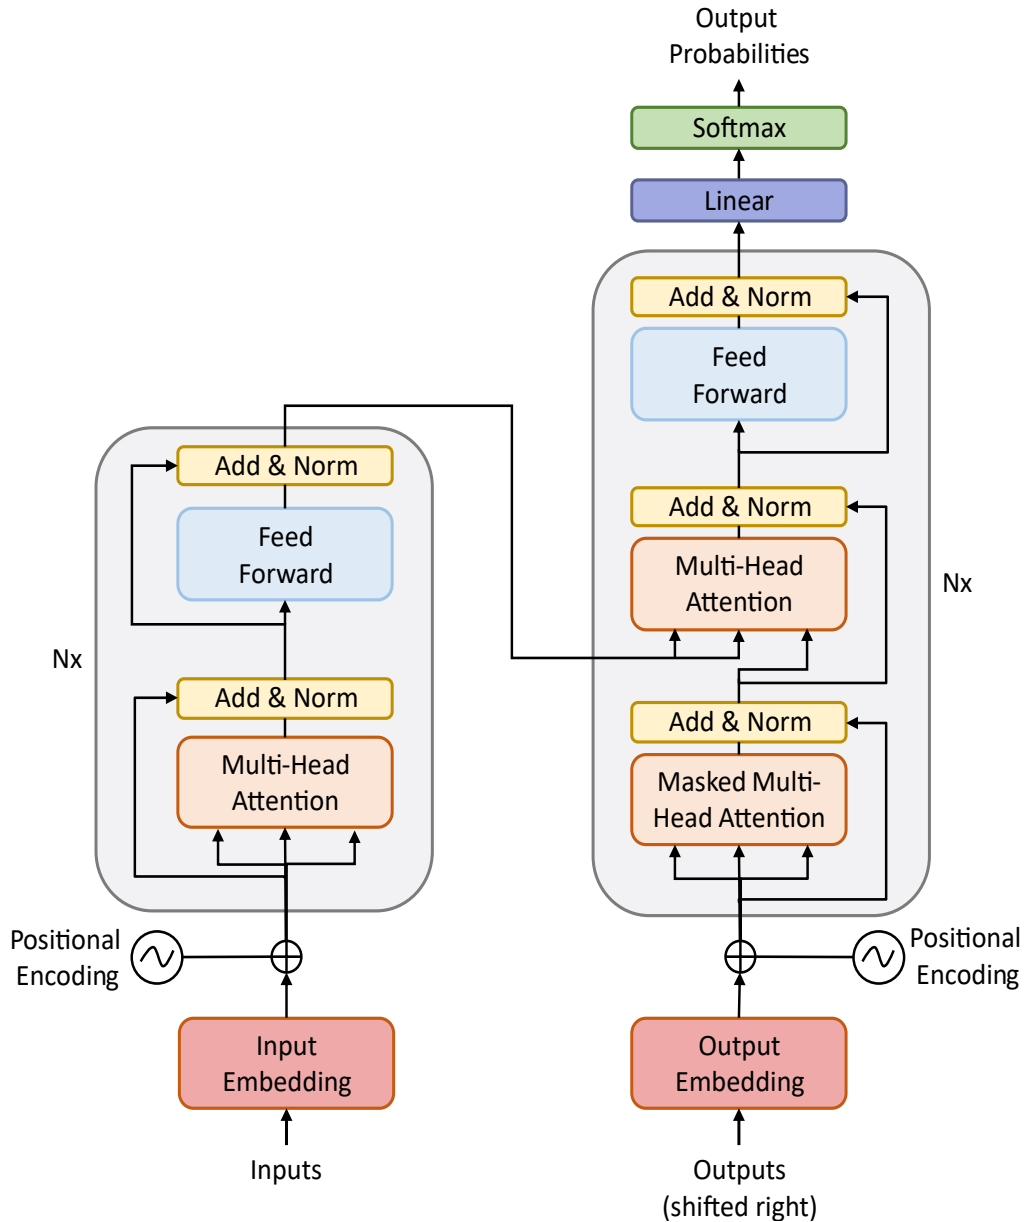 Output
Probabilities
Softmax
Linear
Add & Norm
Feed
Forward
Add & Norm
Multi-Head
Attention
Nx
Add & Norm
Masked Multi-
Head Attention
Positional
Encoding
Output
Embedding
Outputs
(shifted right)
Add & Norm
Feed
Forward
Nx
Add & Norm
Multi-Head
Attention
Positional
Encoding
Input
Embedding
Inputs